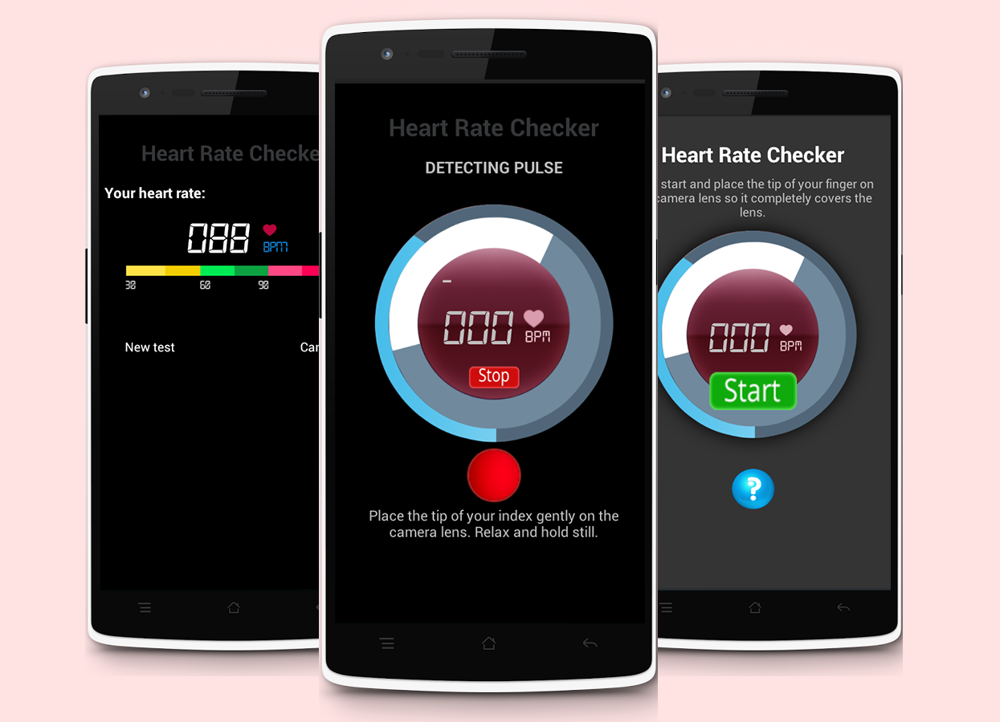 Heart Rate Checke
Your heart rate:
088
BPM
30 60 90
New test
Can
Heart Rate Checker
DETECTING PULSE
000
BPM
Stop
Place the tip of your index gently on the
camera lens. Relax and hold still.
Heart Rate Checker
start and place the tip of your finger on
camera lens so it completely covers the
lens.
000
BPM
Start
?